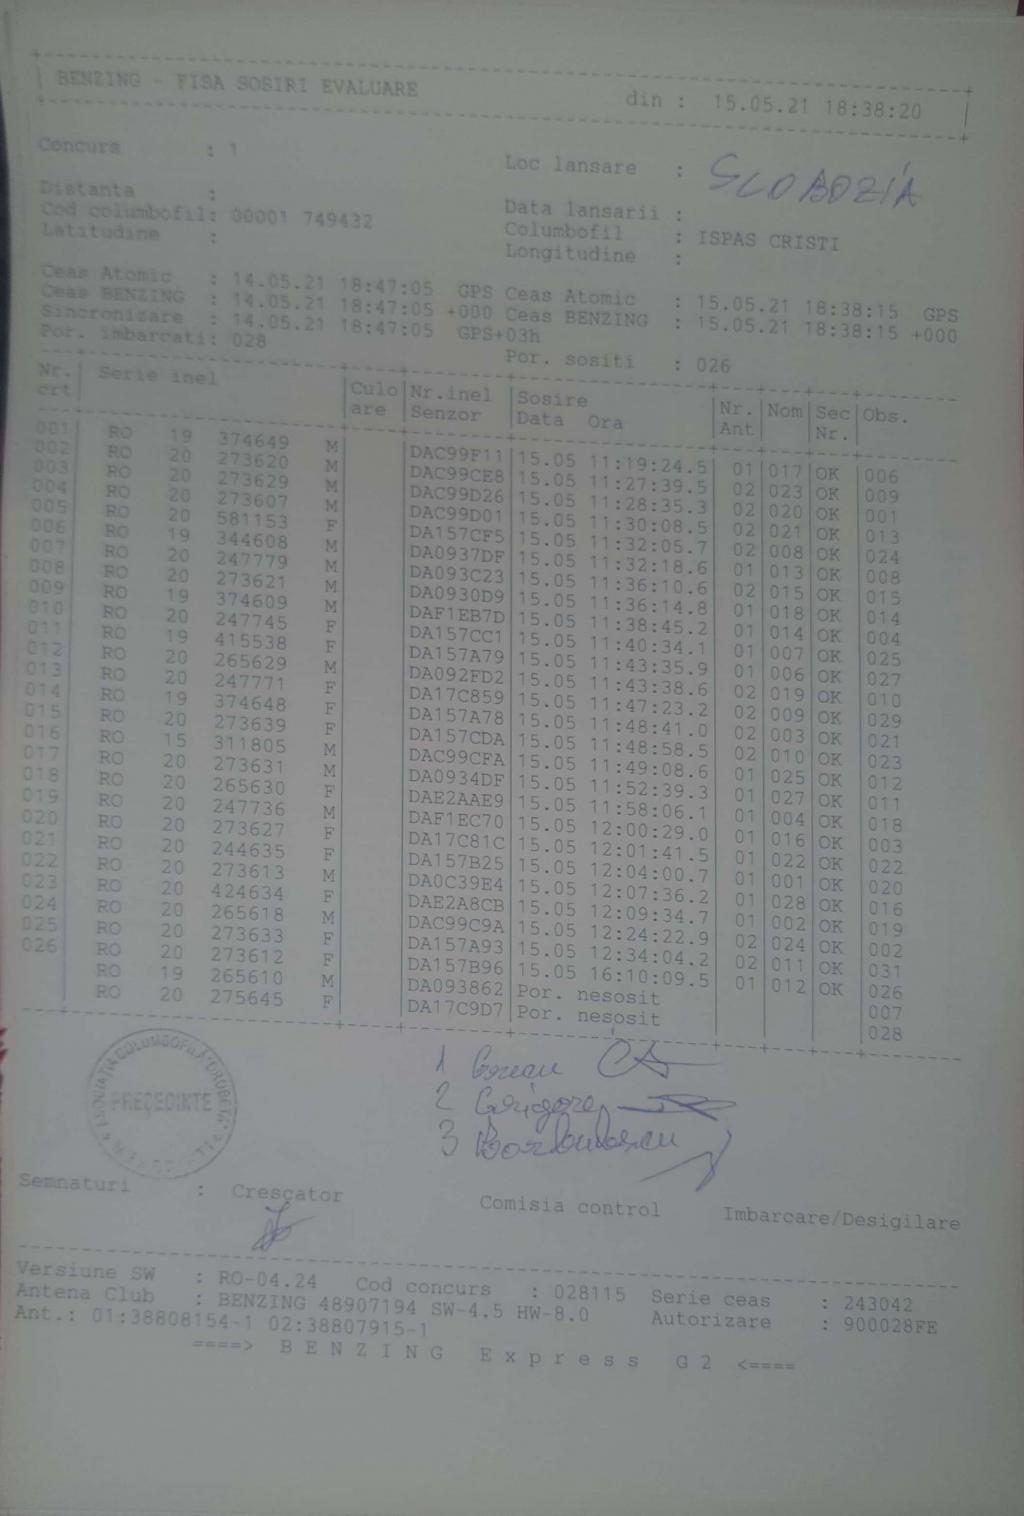 BENZING - FISA SOSIRI EVALUARE din : 15.05.21 18:38:20
Concurs : 1 Loc lansare : SLOBOZIA
Distanta : Data lansarii :
Cod columbofil: 00001 749432 Columbofil : ISPAS CRISTI
Latitudine : Longitudine :
Ceas Atomic : 14.05.21 18:47:05 GPS Ceas Atomic : 15.05.21 18:38:15 GPS
Ceas BENZING : 14.05.21 18:47:05 +000 Ceas BENZING : 15.05.21 18:38:15 +000
Sincronizare : 14.05.21 18:47:05 GPS+03h
Por. imbarcati: 028 Por. sositi : 026
Nr. Serie inel Culo Nr.inel Sosire Nr. Nom Sec Obs.
crt are Senzor Data Ora Ant Nr.
001 RO 19 374649 M DAC99F11 15.05 11:19:24.5 01 017 OK 006
002 RO 20 273620 M DAC99CE8 15.05 11:27:39.5 02 023 OK 009
003 RO 20 273629 M DAC99D26 15.05 11:28:35.3 02 020 OK 001
004 RO 20 273607 M DAC99D01 15.05 11:30:08.5 02 021 OK 013
005 RO 20 581153 F DA157CF5 15.05 11:32:05.7 02 008 OK 024
006 RO 19 344608 M DA0937DF 15.05 11:32:18.6 01 013 OK 008
007 RO 20 247779 M DA093C23 15.05 11:36:10.6 02 015 OK 015
008 RO 20 273621 M DA0930D9 15.05 11:36:14.8 01 018 OK 014
009 RO 19 374609 M DAF1EB7D 15.05 11:38:45.2 01 014 OK 004
010 RO 20 247745 F DA157CC1 15.05 11:40:34.1 01 007 OK 025
011 RO 19 415538 F DA157A79 15.05 11:43:35.9 01 006 OK 027
012 RO 20 265629 M DA092FD2 15.05 11:43:38.6 02 019 OK 010
013 RO 20 247771 F DA17C859 15.05 11:47:23.2 02 009 OK 029
014 RO 19 374648 F DA157A78 15.05 11:48:41.0 02 003 OK 021
015 RO 20 273639 F DA157CDA 15.05 11:48:58.5 02 010 OK 023
016 RO 15 311805 M DAC99CFA 15.05 11:49:08.6 01 025 OK 012
017 RO 20 273631 M DA0934DF 15.05 11:52:39.3 01 027 OK 011
018 RO 20 265630 F DAE2AAE9 15.05 11:58:06.1 01 004 OK 018
019 RO 20 247736 M DAF1EC70 15.05 12:00:29.0 01 016 OK 003
020 RO 20 273627 F DA17C81C 15.05 12:01:41.5 01 022 OK 022
021 RO 20 244635 F DA157B25 15.05 12:04:00.7 01 001 OK 020
022 RO 20 273613 M DA0C39E4 15.05 12:07:36.2 01 028 OK 016
023 RO 20 424634 F DAE2A8CB 15.05 12:09:34.7 01 002 OK 019
024 RO 20 265618 M DAC99C9A 15.05 12:24:22.9 02 024 OK 002
025 RO 20 273633 F DA157A93 15.05 12:34:04.2 02 011 OK 031
026 RO 20 273612 F DA157B96 15.05 16:10:09.5 01 012 OK 026
RO 19 265610 M DA093862 Por. nesosit 007
RO 20 275645 F DA17C9D7 Por. nesosit 028
ASOCIATIA COLUMBOFILA DROBETA
PREȘEDINTE
1
2 Grigore
3
Semnaturi : Crescator Comisia control Imbarcare/Desigilare
Versiune SW : RO-04.24 Cod concurs : 028115 Serie ceas : 243042
Antena Club : BENZING 48907194 SW-4.5 HW-8.0 Autorizare : 900028FE
Ant.: 01:38808154-1 02:38807915-1
====> B E N Z I N G E x p r e s s G 2 <====